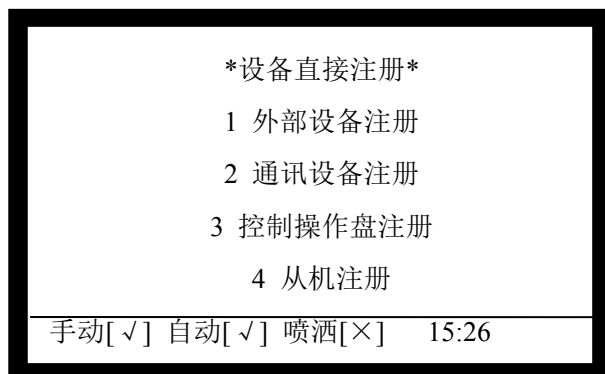 *设备直接注册*
1 外部设备注册
2 通讯设备注册
3 控制操作盘注册
4 从机注册
手动[√] 自动[√] 喷洒[×] 15:26